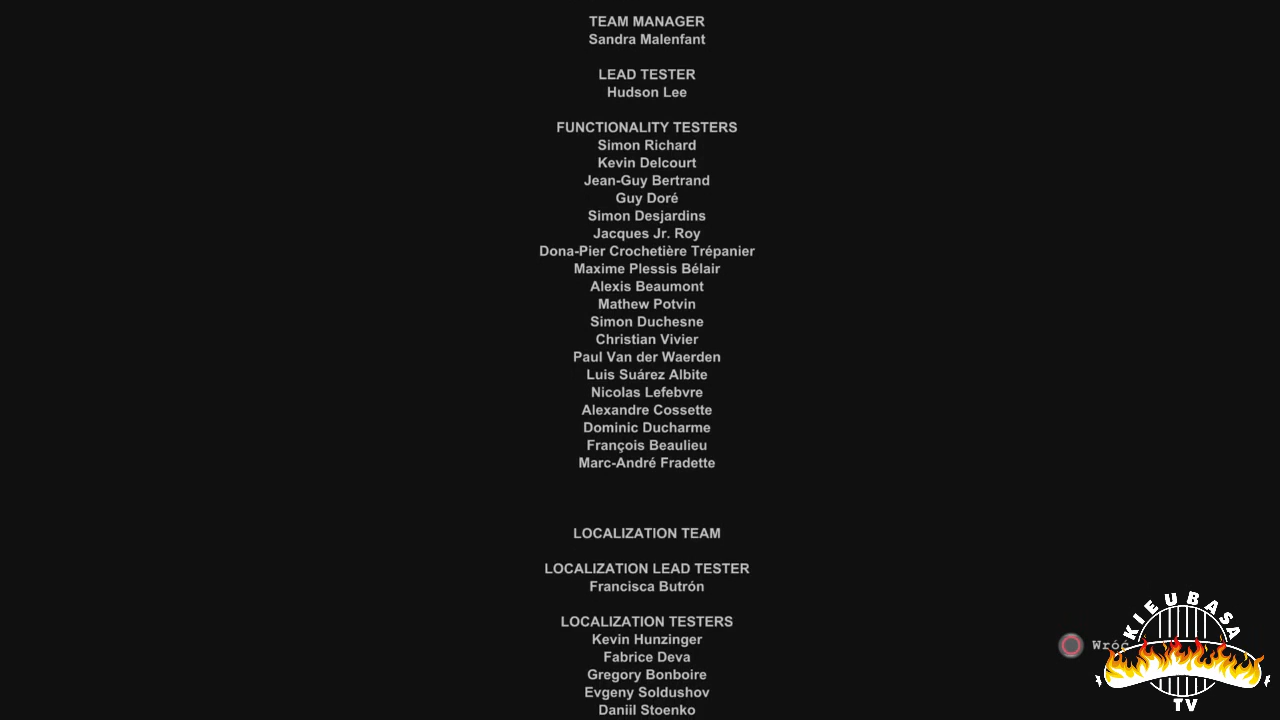 TEAM MANAGER
Sandra Malenfant
LEAD TESTER
Hudson Lee
FUNCTIONALITY TESTERS
Simon Richard
Kevin Delcourt
Jean-Guy Bertrand
Guy Doré
Simon Desjardins
Jacques Jr. Roy
Dona-Pier Crochetière Trépanier
Maxime Plessis Bélair
Alexis Beaumont
Mathew Potvin
Simon Duchesne
Christian Vivier
Paul Van der Waerden
Luis Suárez Albite
Nicolas Lefebvre
Alexandre Cossette
Dominic Ducharme
François Beaulieu
Marc-André Fradette
LOCALIZATION TEAM
LOCALIZATION LEAD TESTER
Francisca Butrón
LOCALIZATION TESTERS
Kevin Hunzinger
Fabrice Deva
Gregory Bonboire
Evgeny Soldushov
Daniil Stoenko
Wróć
KIEUBASA
TV